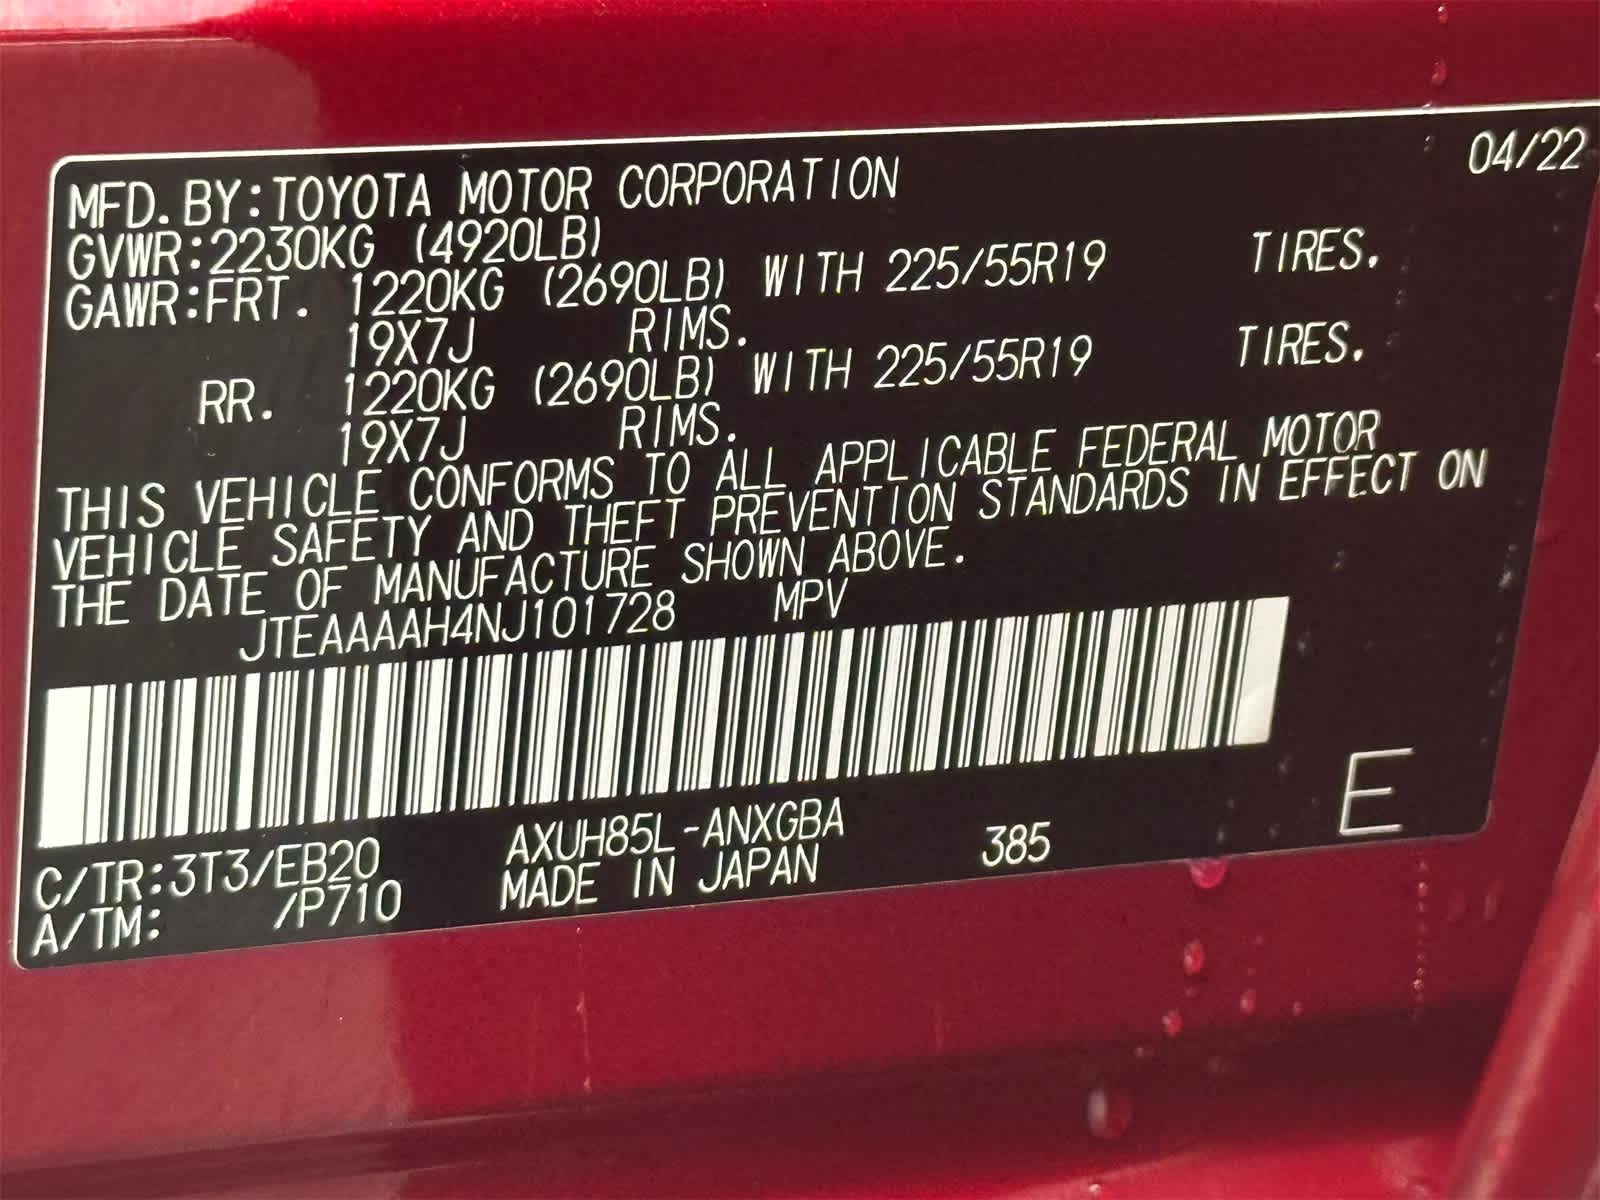 04/22
MFD.BY:TOYOTA MOTOR CORPORATION
GVWR:2230KG (4920LB)
GAWR:FRT. 1220KG (2690LB) WITH 225/55R19 TIRES.
19X7J RIMS.
RR. 1220KG (2690LB) WITH 225/55R19 TIRES.
19X7J RIMS.
THIS VEHICLE CONFORMS TO ALL APPLICABLE FEDERAL MOTOR
VEHICLE SAFETY AND THEFT PREVENTION STANDARDS IN EFFECT ON
THE DATE OF MANUFACTURE SHOWN ABOVE.
JTEAAAAH4NJ101728 MPV
E
C/TR:3T3/EB20 AXUH85L-ANXGBA 385
A/TM: /P710 MADE IN JAPAN